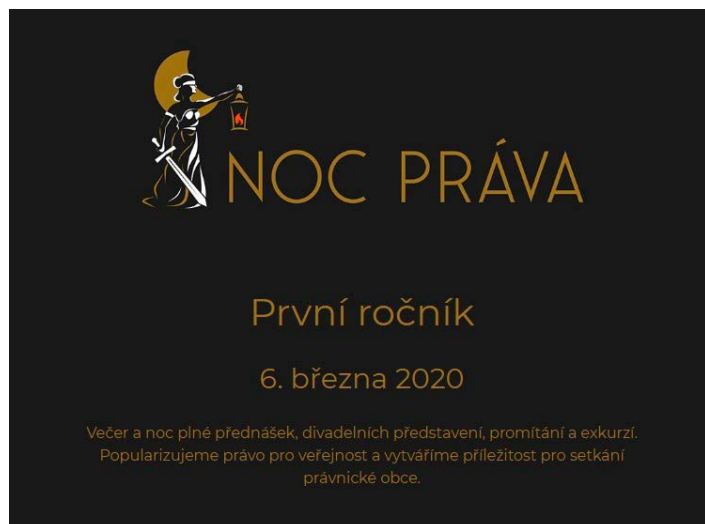 NOC PRÁVA
První ročník
6. března 2020
Večer a noc plné přednášek, divadelních představení, promítání a exkurzí.
Popularizujeme právo pro veřejnost a vytváříme příležitost pro setkání
právnické obce.